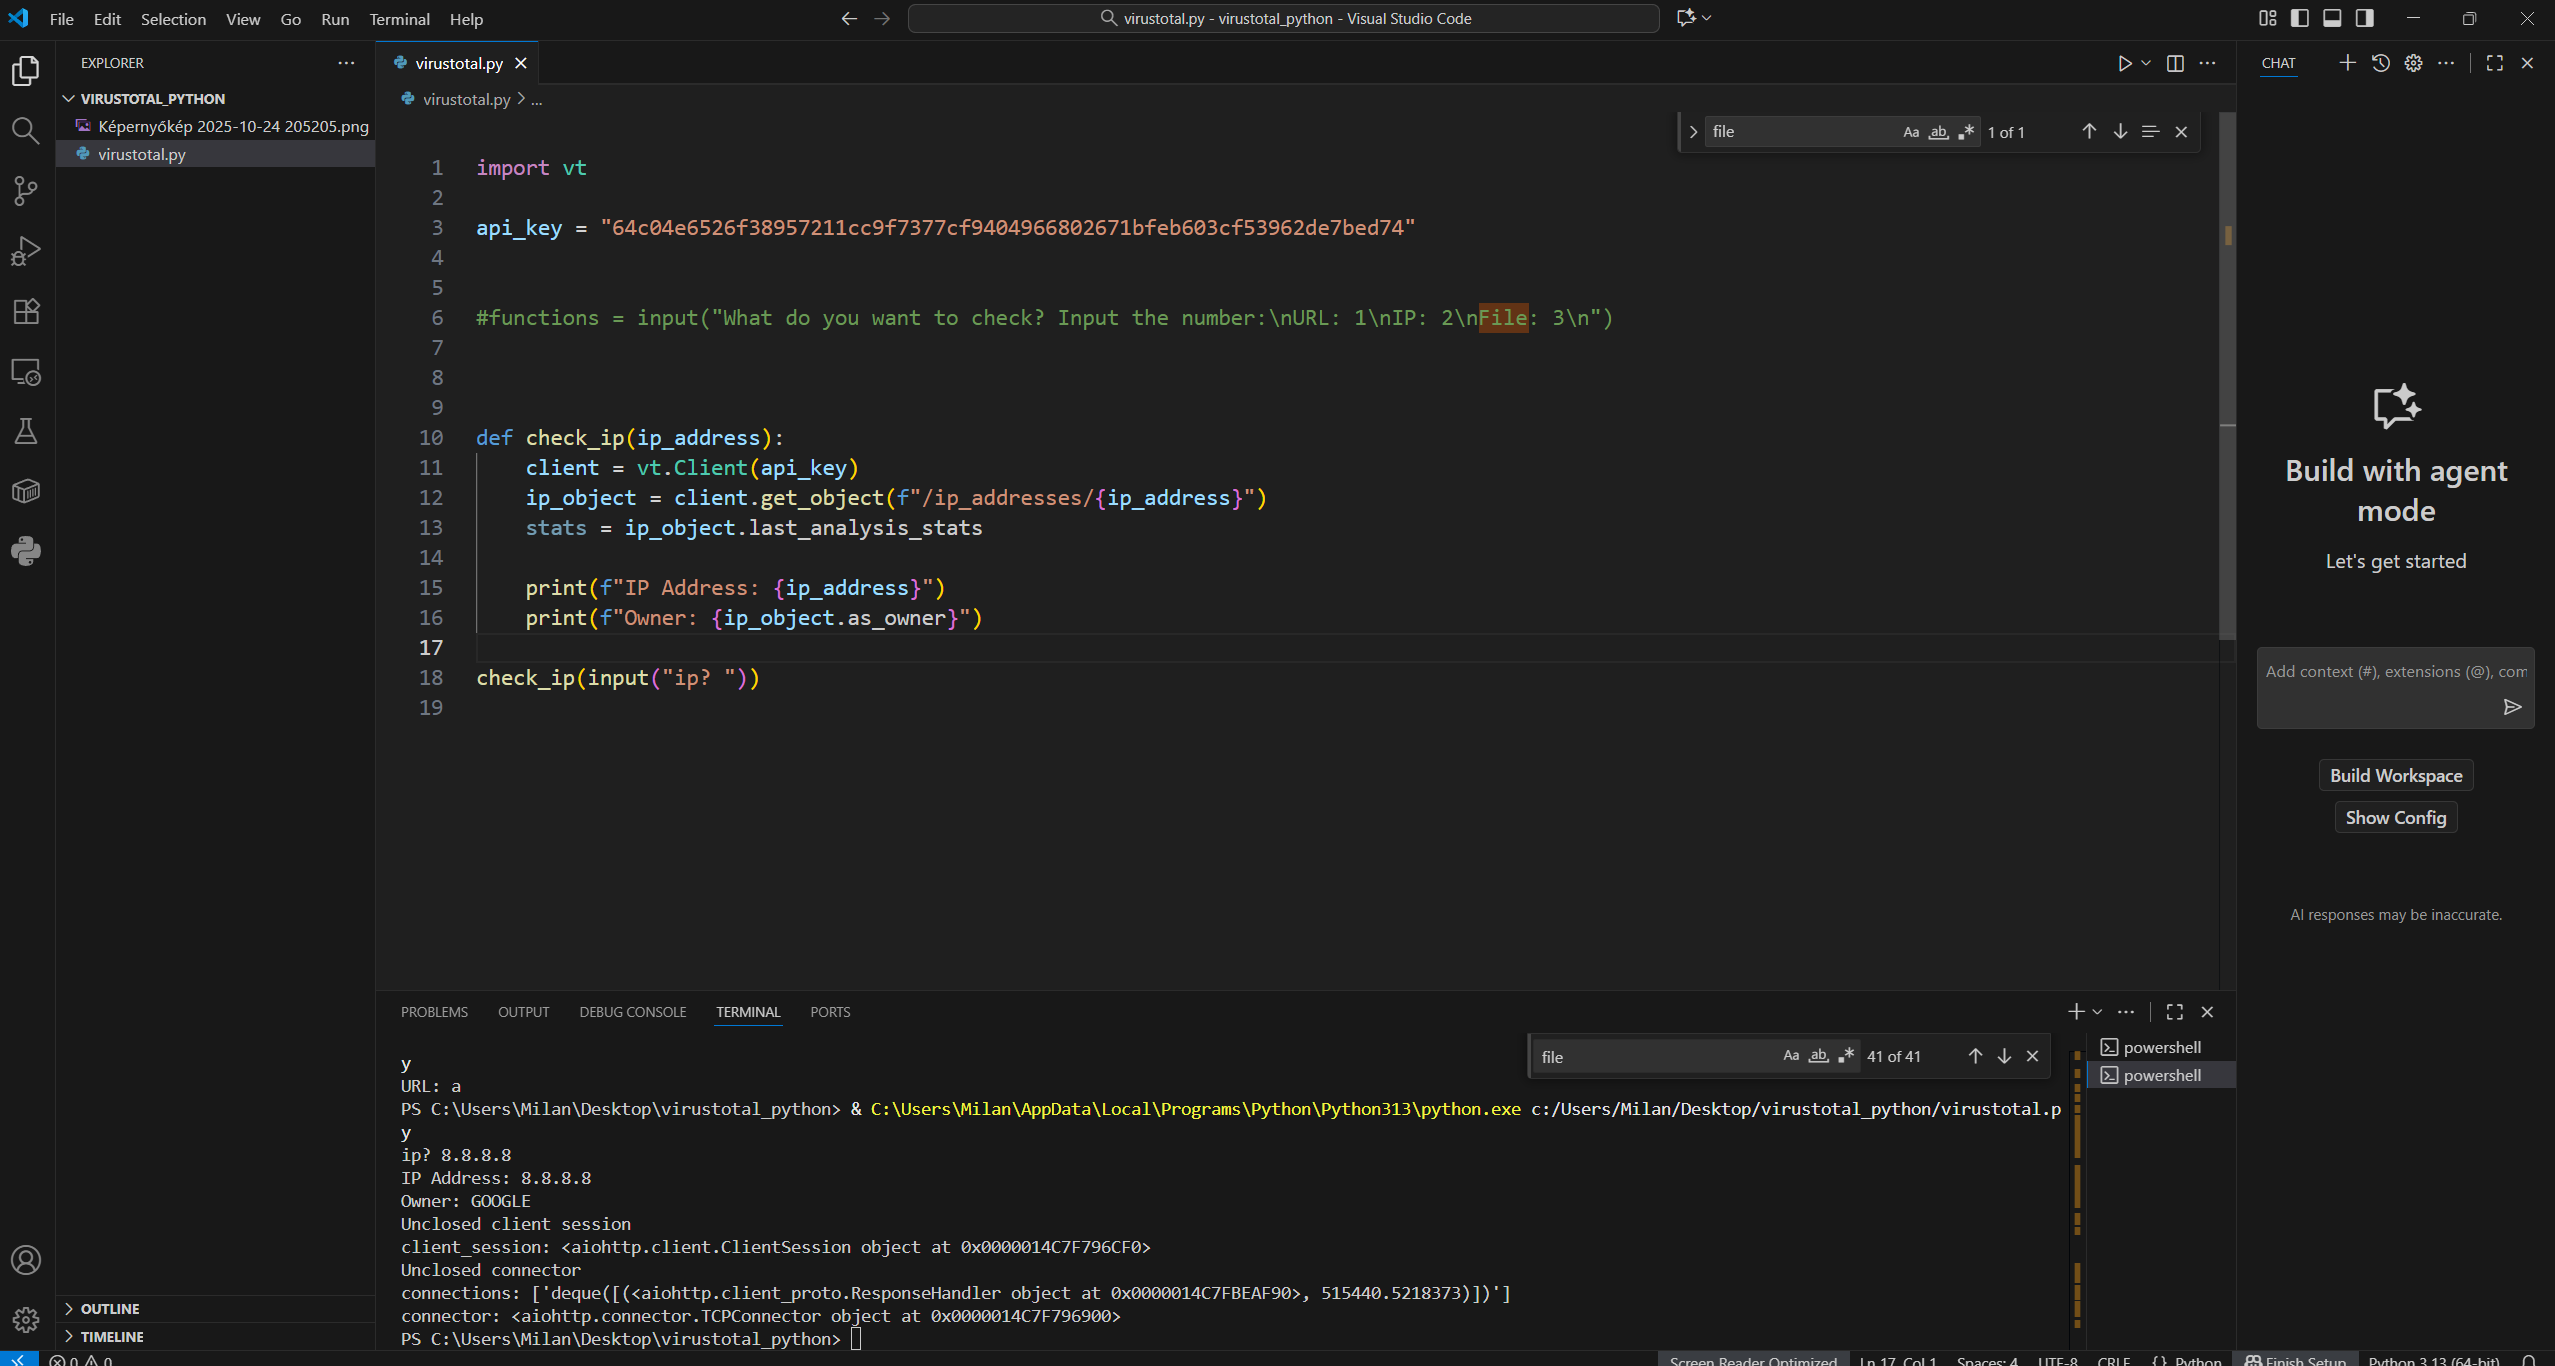 File Edit Selection View Go Run Terminal Help
virustotal.py - virustotal_python - Visual Studio Code
EXPLORER
VIRUSTOTAL_PYTHON
Képernyőkép 2025-10-24 205205.png
virustotal.py
OUTLINE
TIMELINE
virustotal.py
virustotal.py > ...
file
Aa ab 1 of 1
1 import vt
2
3 api_key = "64c04e6526f38957211cc9f7377cf9404966802671bfeb603cf53962de7bed74"
4
5
6 #functions = input("What do you want to check? Input the number:\nURL: 1\nIP: 2\nFile: 3\n")
7
8
9
10 def check_ip(ip_address):
11 client = vt.Client(api_key)
12 ip_object = client.get_object(f"/ip_addresses/{ip_address}")
13 stats = ip_object.last_analysis_stats
14
15 print(f"IP Address: {ip_address}")
16 print(f"Owner: {ip_object.as_owner}")
17
18 check_ip(input("ip? "))
19
PROBLEMS OUTPUT DEBUG CONSOLE TERMINAL PORTS
file
Aa ab 41 of 41
y
URL: a
PS C:\Users\Milan\Desktop\virustotal_python> & C:\Users\Milan\AppData\Local\Programs\Python\Python313\python.exe c:/Users/Milan/Desktop/virustotal_python/virustotal.p
y
ip? 8.8.8.8
IP Address: 8.8.8.8
Owner: GOOGLE
Unclosed client session
client_session: <aiohttp.client.ClientSession object at 0x0000014C7F796CF0>
Unclosed connector
connections: ['deque([(<aiohttp.client_proto.ResponseHandler object at 0x0000014C7FBEAF90>, 515440.5218373)])']
connector: <aiohttp.connector.TCPConnector object at 0x0000014C7F796900>
PS C:\Users\Milan\Desktop\virustotal_python>
powershell
powershell
CHAT
Build with agent
mode
Let's get started
Add context (#), extensions (@), com
Build Workspace
Show Config
AI responses may be inaccurate.
0 0
Screen Reader Optimized Ln 17, Col 1 Spaces: 4 UTF-8 CRLF {} Python Finish Setup Python 3.13 (64-bit)